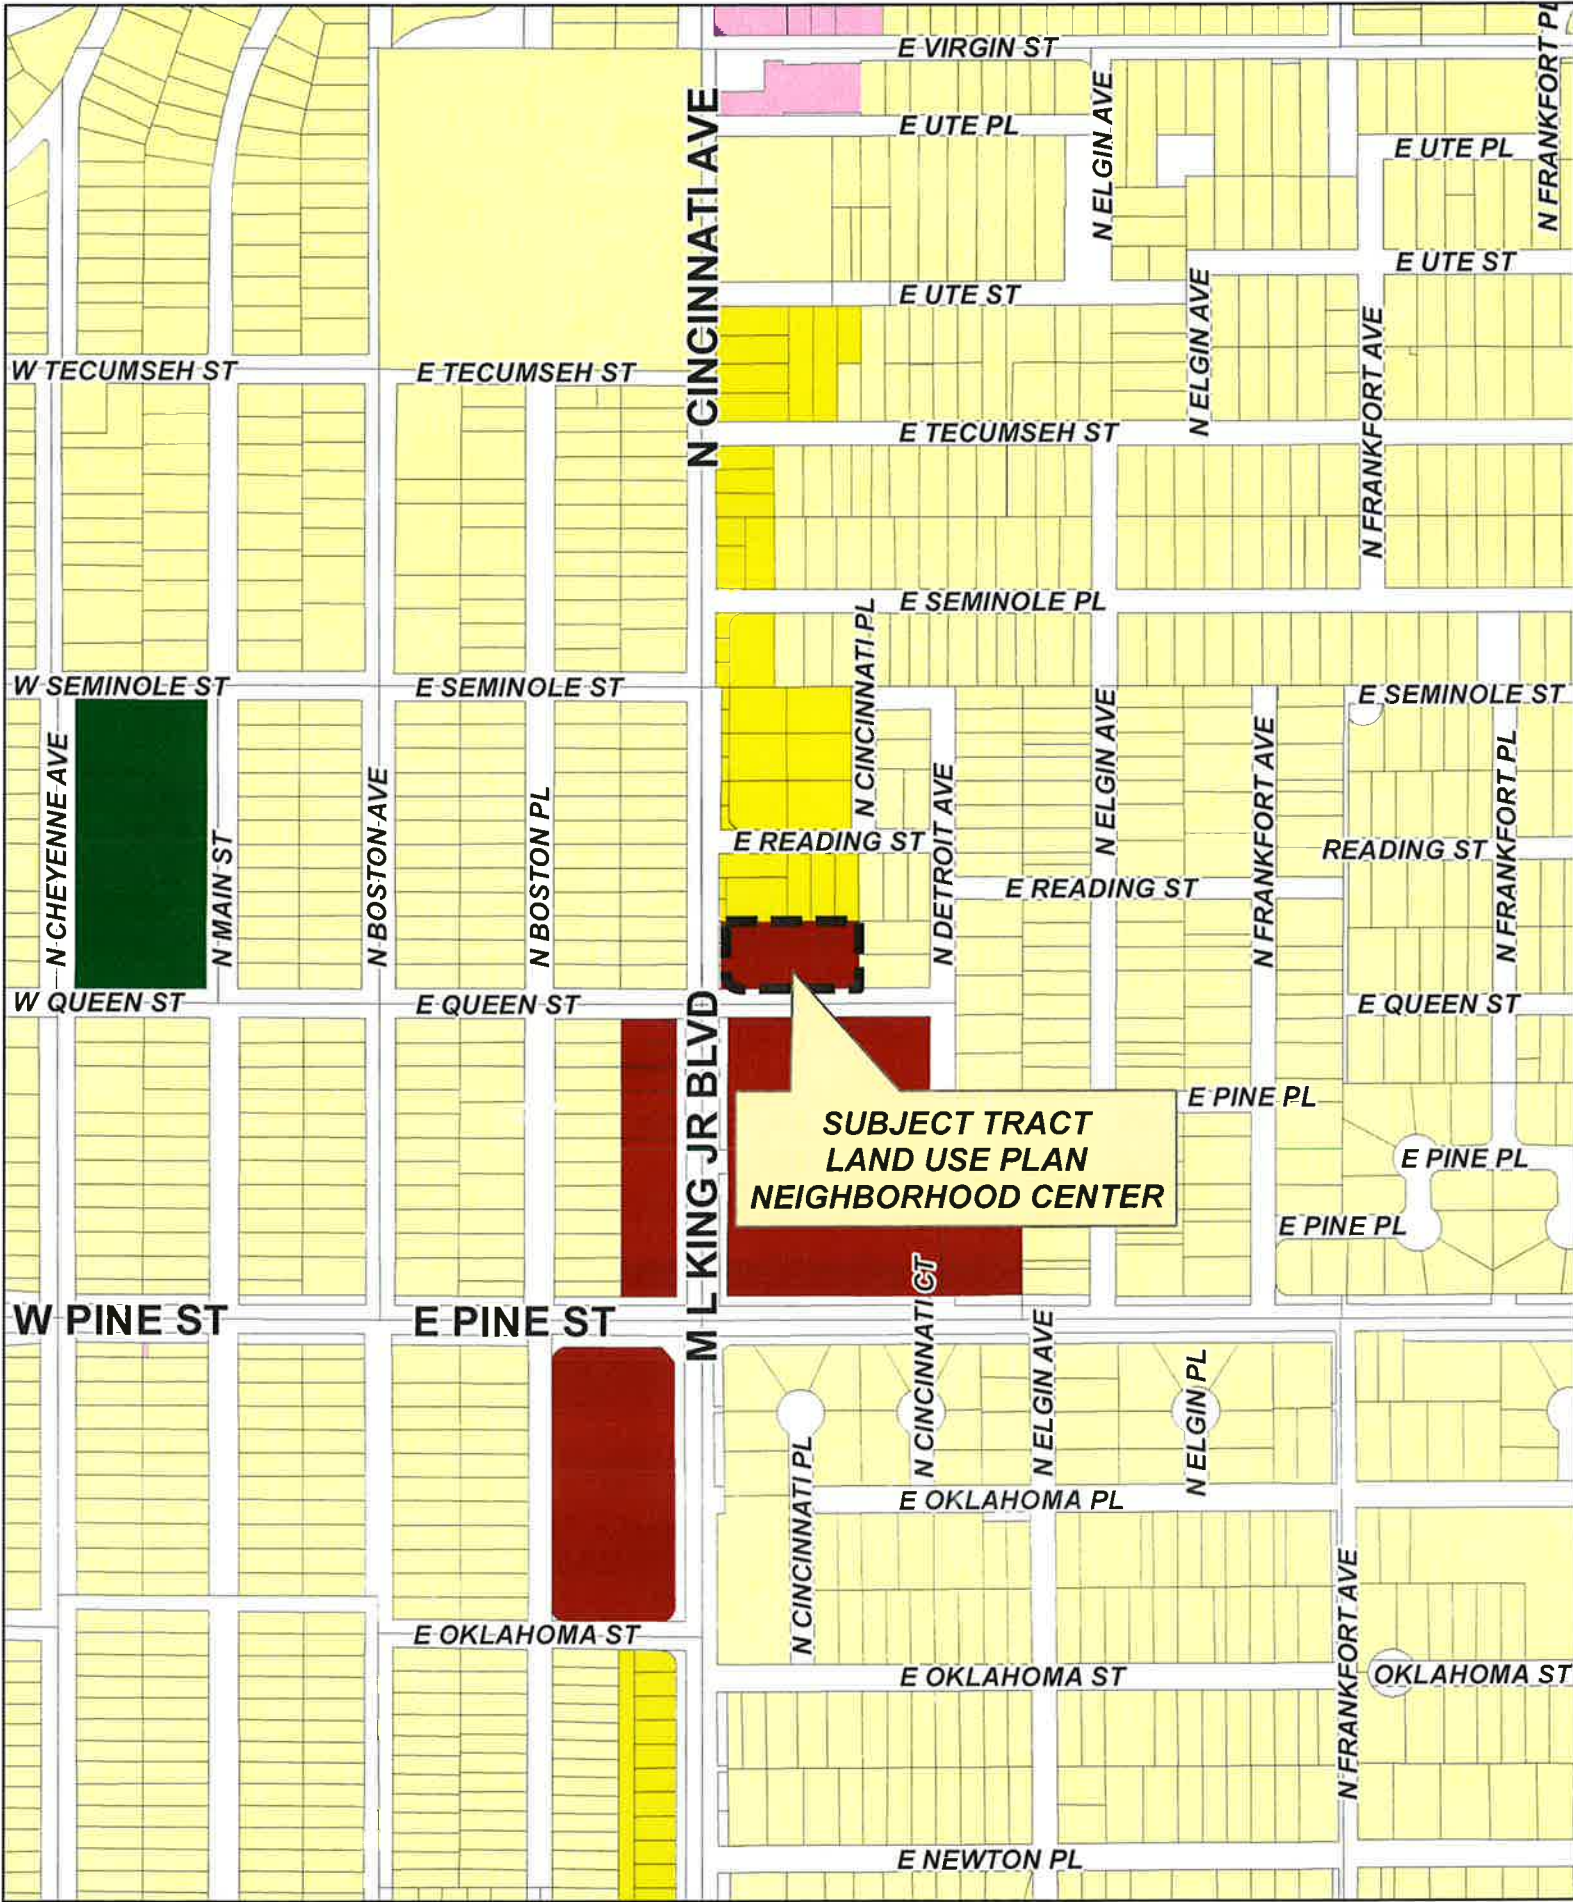 E VIRGIN ST
N FRANKFORT PL
N CINCINNATI AVE
E UTE PL
N ELGIN AVE
E UTE PL
E UTE ST
E UTE ST
N ELGIN AVE
N FRANKFORT AVE
W TECUMSEH ST
E TECUMSEH ST
E TECUMSEH ST
E SEMINOLE PL
N CINCINNATI PL
W SEMINOLE ST
E SEMINOLE ST
E SEMINOLE ST
N CHEYENNE AVE
N MAIN ST
N BOSTON AVE
N BOSTON PL
E READING ST
N DETROIT AVE
N ELGIN AVE
N FRANKFORT AVE
READING ST
N FRANKFORT PL
E READING ST
W QUEEN ST
E QUEEN ST
E QUEEN ST
M L KING JR BLVD
SUBJECT TRACT
LAND USE PLAN
NEIGHBORHOOD CENTER
E PINE PL
E PINE PL
E PINE PL
W PINE ST
E PINE ST
N CINCINNATI CT
N ELGIN AVE
N ELGIN PL
N CINCINNATI PL
E OKLAHOMA PL
N FRANKFORT AVE
E OKLAHOMA ST
E OKLAHOMA ST
OKLAHOMA ST
E NEWTON PL